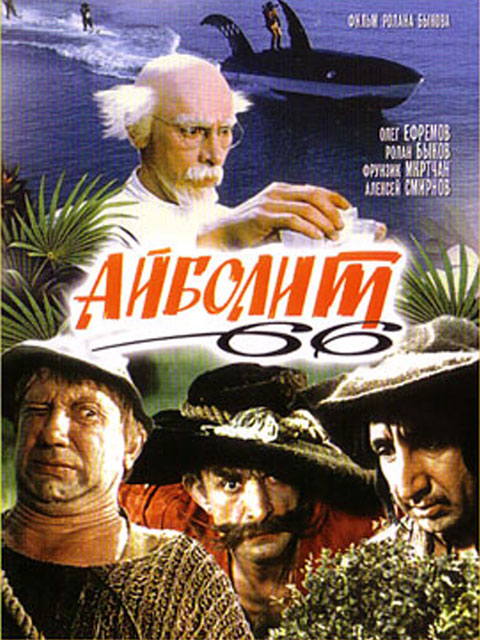 ФИЛЬМ РОЛАНА БЫКОВА
ОЛЕГ ЕФРЕМОВ
РОЛАН БЫКОВ
ФРУНЗИК МКРТЧАН
АЛЕКСЕЙ СМИРНОВ
АЙБОЛИТ
66